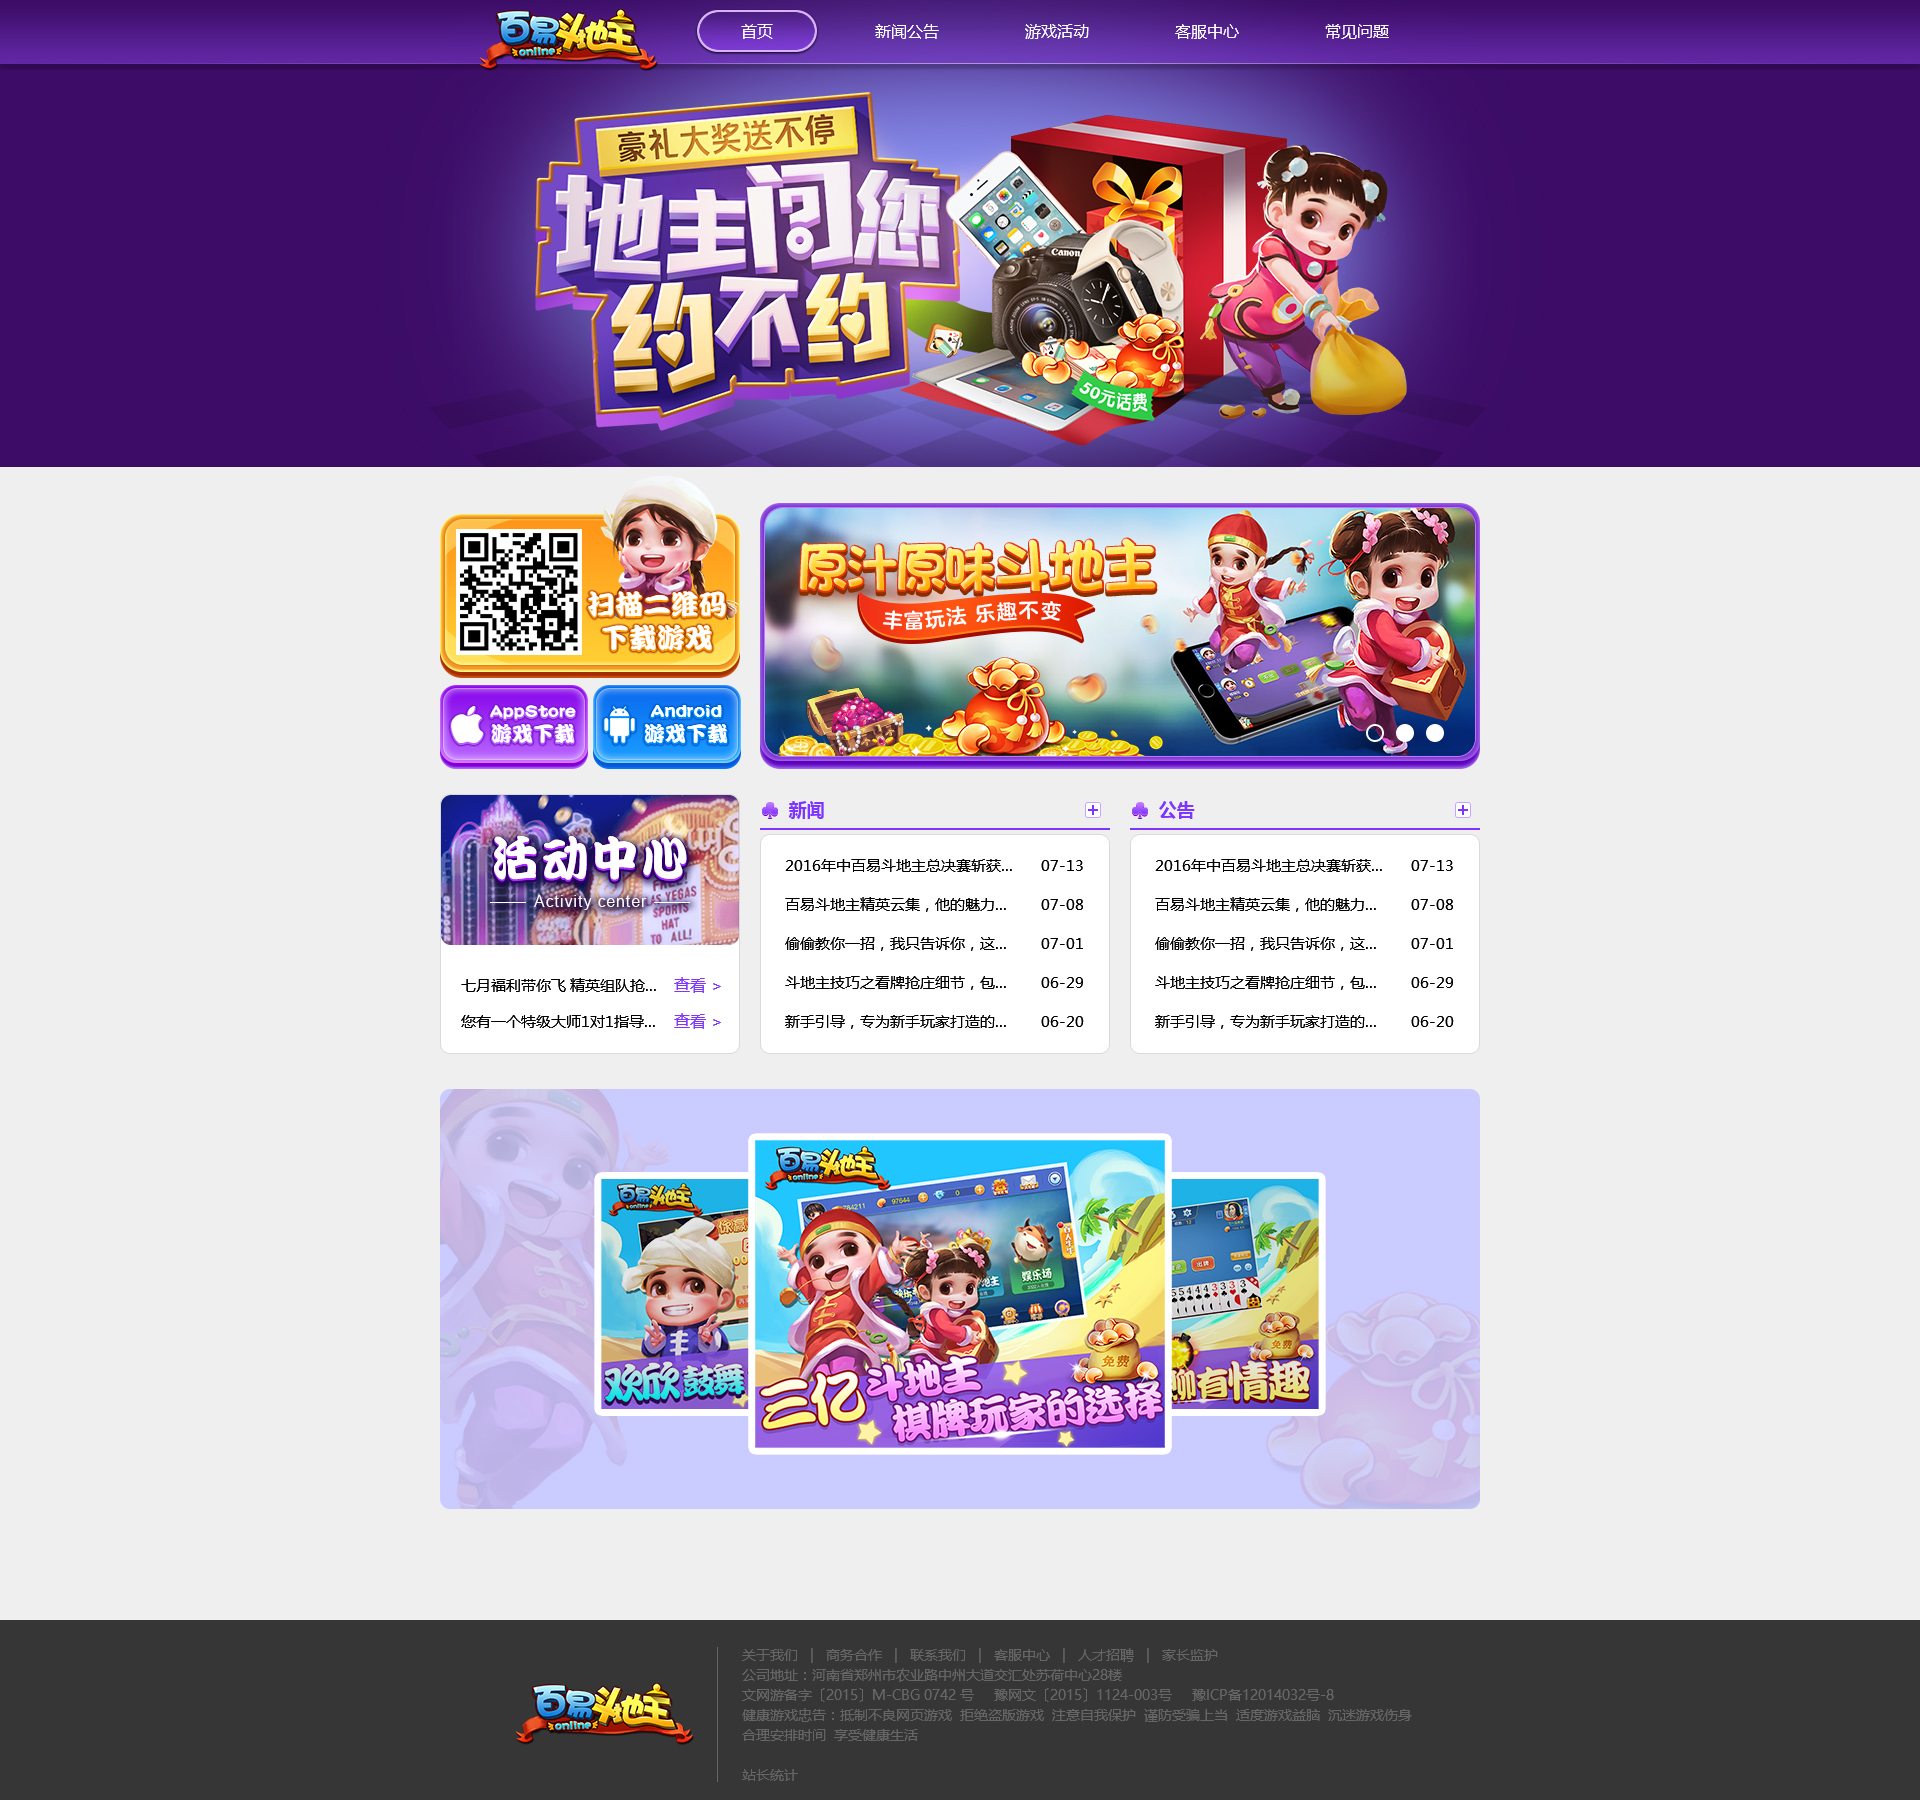 百易斗地主
online
首页
新闻公告
游戏活动
客服中心
常见问题
豪礼大奖送不停
地主问您
约不约
Canon
50元话费
扫描二维码
下载游戏
AppStore
游戏下载
Android
游戏下载
原汁原味斗地主
丰富玩法 乐趣不变
活动中心
Activity center
VEGAS
SPORTS
HAT
TO ALL!
七月福利带你飞 精英组队抢... 查看 >
您有一个特级大师1对1指导... 查看 >
新闻
2016年中百易斗地主总决赛斩获... 07-13
百易斗地主精英云集，他的魅力... 07-08
偷偷教你一招，我只告诉你，这... 07-01
斗地主技巧之看牌抢庄细节，包... 06-29
新手引导，专为新手玩家打造的... 06-20
公告
2016年中百易斗地主总决赛斩获... 07-13
百易斗地主精英云集，他的魅力... 07-08
偷偷教你一招，我只告诉你，这... 07-01
斗地主技巧之看牌抢庄细节，包... 06-29
新手引导，专为新手玩家打造的... 06-20
百易斗地主
online
欢欣鼓舞
百易斗地主
online
97644
0
娱乐场
免费
三亿斗地主
棋牌玩家的选择
出牌
免费
聊有情趣
百易斗地主
online
关于我们 | 商务合作 | 联系我们 | 客服中心 | 人才招聘 | 家长监护
公司地址：河南省郑州市农业路中州大道交汇处苏荷中心28楼
文网游备字〔2015〕M-CBG 0742 号 豫网文〔2015〕1124-003号 豫ICP备12014032号-8
健康游戏忠告：抵制不良网页游戏 拒绝盗版游戏 注意自我保护 谨防受骗上当 适度游戏益脑 沉迷游戏伤身
合理安排时间 享受健康生活
站长统计